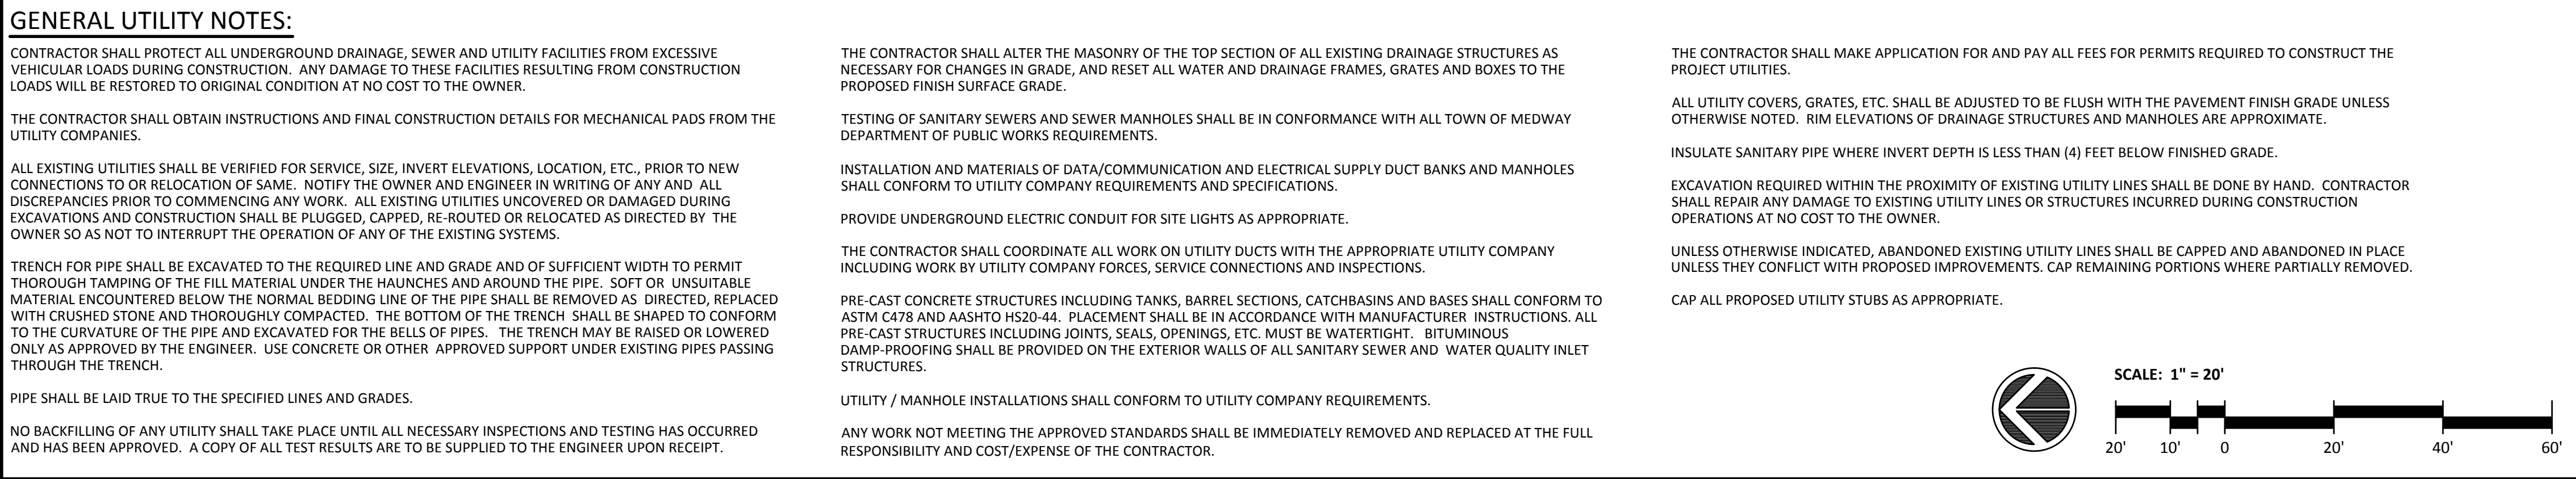 GENERAL UTILITY NOTES:
CONTRACTOR SHALL PROTECT ALL UNDERGROUND DRAINAGE, SEWER AND UTILITY FACILITIES FROM EXCESSIVE
VEHICULAR LOADS DURING CONSTRUCTION. ANY DAMAGE TO THESE FACILITIES RESULTING FROM CONSTRUCTION
LOADS WILL BE RESTORED TO ORIGINAL CONDITION AT NO COST TO THE OWNER.
THE CONTRACTOR SHALL OBTAIN INSTRUCTIONS AND FINAL CONSTRUCTION DETAILS FOR MECHANICAL PADS FROM THE
UTILITY COMPANIES.
ALL EXISTING UTILITIES SHALL BE VERIFIED FOR SERVICE, SIZE, INVERT ELEVATIONS, LOCATION, ETC., PRIOR TO NEW
CONNECTIONS TO OR RELOCATION OF SAME. NOTIFY THE OWNER AND ENGINEER IN WRITING OF ANY AND ALL
DISCREPANCIES PRIOR TO COMMENCING ANY WORK. ALL EXISTING UTILITIES UNCOVERED OR DAMAGED DURING
EXCAVATIONS AND CONSTRUCTION SHALL BE PLUGGED, CAPPED, RE-ROUTED OR RELOCATED AS DIRECTED BY THE
OWNER SO AS NOT TO INTERRUPT THE OPERATION OF ANY OF THE EXISTING SYSTEMS.
TRENCH FOR PIPE SHALL BE EXCAVATED TO THE REQUIRED LINE AND GRADE AND OF SUFFICIENT WIDTH TO PERMIT
THOROUGH TAMPING OF THE FILL MATERIAL UNDER THE HAUNCHES AND AROUND THE PIPE. SOFT OR UNSUITABLE
MATERIAL ENCOUNTERED BELOW THE NORMAL BEDDING LINE OF THE PIPE SHALL BE REMOVED AS DIRECTED, REPLACED
WITH CRUSHED STONE AND THOROUGHLY COMPACTED. THE BOTTOM OF THE TRENCH SHALL BE SHAPED TO CONFORM
TO THE CURVATURE OF THE PIPE AND EXCAVATED FOR THE BELLS OF PIPES. THE TRENCH MAY BE RAISED OR LOWERED
ONLY AS APPROVED BY THE ENGINEER. USE CONCRETE OR OTHER APPROVED SUPPORT UNDER EXISTING PIPES PASSING
THROUGH THE TRENCH.
PIPE SHALL BE LAID TRUE TO THE SPECIFIED LINES AND GRADES.
NO BACKFILLING OF ANY UTILITY SHALL TAKE PLACE UNTIL ALL NECESSARY INSPECTIONS AND TESTING HAS OCCURRED
AND HAS BEEN APPROVED. A COPY OF ALL TEST RESULTS ARE TO BE SUPPLIED TO THE ENGINEER UPON RECEIPT.
THE CONTRACTOR SHALL ALTER THE MASONRY OF THE TOP SECTION OF ALL EXISTING DRAINAGE STRUCTURES AS
NECESSARY FOR CHANGES IN GRADE, AND RESET ALL WATER AND DRAINAGE FRAMES, GRATES AND BOXES TO THE
PROPOSED FINISH SURFACE GRADE.
TESTING OF SANITARY SEWERS AND SEWER MANHOLES SHALL BE IN CONFORMANCE WITH ALL TOWN OF MEDWAY
DEPARTMENT OF PUBLIC WORKS REQUIREMENTS.
INSTALLATION AND MATERIALS OF DATA/COMMUNICATION AND ELECTRICAL SUPPLY DUCT BANKS AND MANHOLES
SHALL CONFORM TO UTILITY COMPANY REQUIREMENTS AND SPECIFICATIONS.
PROVIDE UNDERGROUND ELECTRIC CONDUIT FOR SITE LIGHTS AS APPROPRIATE.
THE CONTRACTOR SHALL COORDINATE ALL WORK ON UTILITY DUCTS WITH THE APPROPRIATE UTILITY COMPANY
INCLUDING WORK BY UTILITY COMPANY FORCES, SERVICE CONNECTIONS AND INSPECTIONS.
PRE-CAST CONCRETE STRUCTURES INCLUDING TANKS, BARREL SECTIONS, CATCHBASINS AND BASES SHALL CONFORM TO
ASTM C478 AND AASHTO HS20-44. PLACEMENT SHALL BE IN ACCORDANCE WITH MANUFACTURER INSTRUCTIONS. ALL
PRE-CAST STRUCTURES INCLUDING JOINTS, SEALS, OPENINGS, ETC. MUST BE WATERTIGHT. BITUMINOUS
DAMP-PROOFING SHALL BE PROVIDED ON THE EXTERIOR WALLS OF ALL SANITARY SEWER AND WATER QUALITY INLET
STRUCTURES.
UTILITY / MANHOLE INSTALLATIONS SHALL CONFORM TO UTILITY COMPANY REQUIREMENTS.
ANY WORK NOT MEETING THE APPROVED STANDARDS SHALL BE IMMEDIATELY REMOVED AND REPLACED AT THE FULL
RESPONSIBILITY AND COST/EXPENSE OF THE CONTRACTOR.
THE CONTRACTOR SHALL MAKE APPLICATION FOR AND PAY ALL FEES FOR PERMITS REQUIRED TO CONSTRUCT THE
PROJECT UTILITIES.
ALL UTILITY COVERS, GRATES, ETC. SHALL BE ADJUSTED TO BE FLUSH WITH THE PAVEMENT FINISH GRADE UNLESS
OTHERWISE NOTED. RIM ELEVATIONS OF DRAINAGE STRUCTURES AND MANHOLES ARE APPROXIMATE.
INSULATE SANITARY PIPE WHERE INVERT DEPTH IS LESS THAN (4) FEET BELOW FINISHED GRADE.
EXCAVATION REQUIRED WITHIN THE PROXIMITY OF EXISTING UTILITY LINES SHALL BE DONE BY HAND. CONTRACTOR
SHALL REPAIR ANY DAMAGE TO EXISTING UTILITY LINES OR STRUCTURES INCURRED DURING CONSTRUCTION
OPERATIONS AT NO COST TO THE OWNER.
UNLESS OTHERWISE INDICATED, ABANDONED EXISTING UTILITY LINES SHALL BE CAPPED AND ABANDONED IN PLACE
UNLESS THEY CONFLICT WITH PROPOSED IMPROVEMENTS. CAP REMAINING PORTIONS WHERE PARTIALLY REMOVED.
CAP ALL PROPOSED UTILITY STUBS AS APPROPRIATE.
SCALE: 1" = 20'
20' 10' 0 20' 40' 60'